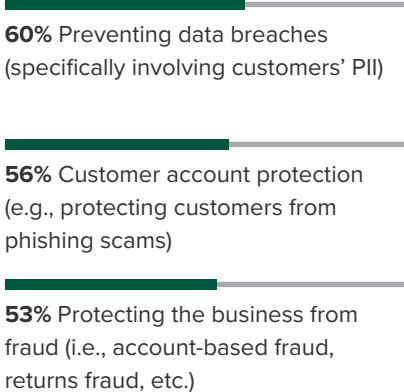 60% Preventing data breaches
(specifically involving customers’ PII)
56% Customer account protection
(e.g., protecting customers from
phishing scams)
53% Protecting the business from
fraud (i.e., account-based fraud,
returns fraud, etc.)